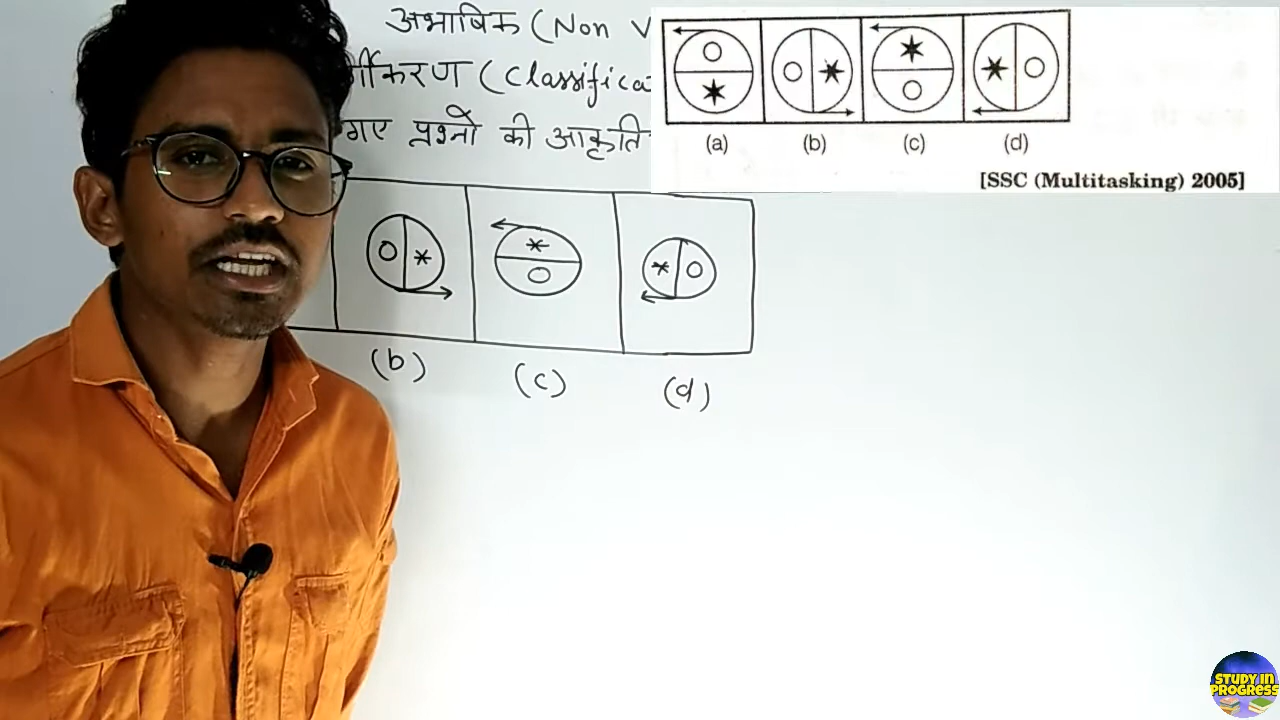 अभाषिक (Non V
र्गीकरण (Classifica
गए प्रश्नो की आकृति
(a) (b) (c) (d)
[SSC (Multitasking) 2005]
(b) (c) (d)
STUDY IN
PROGRESS